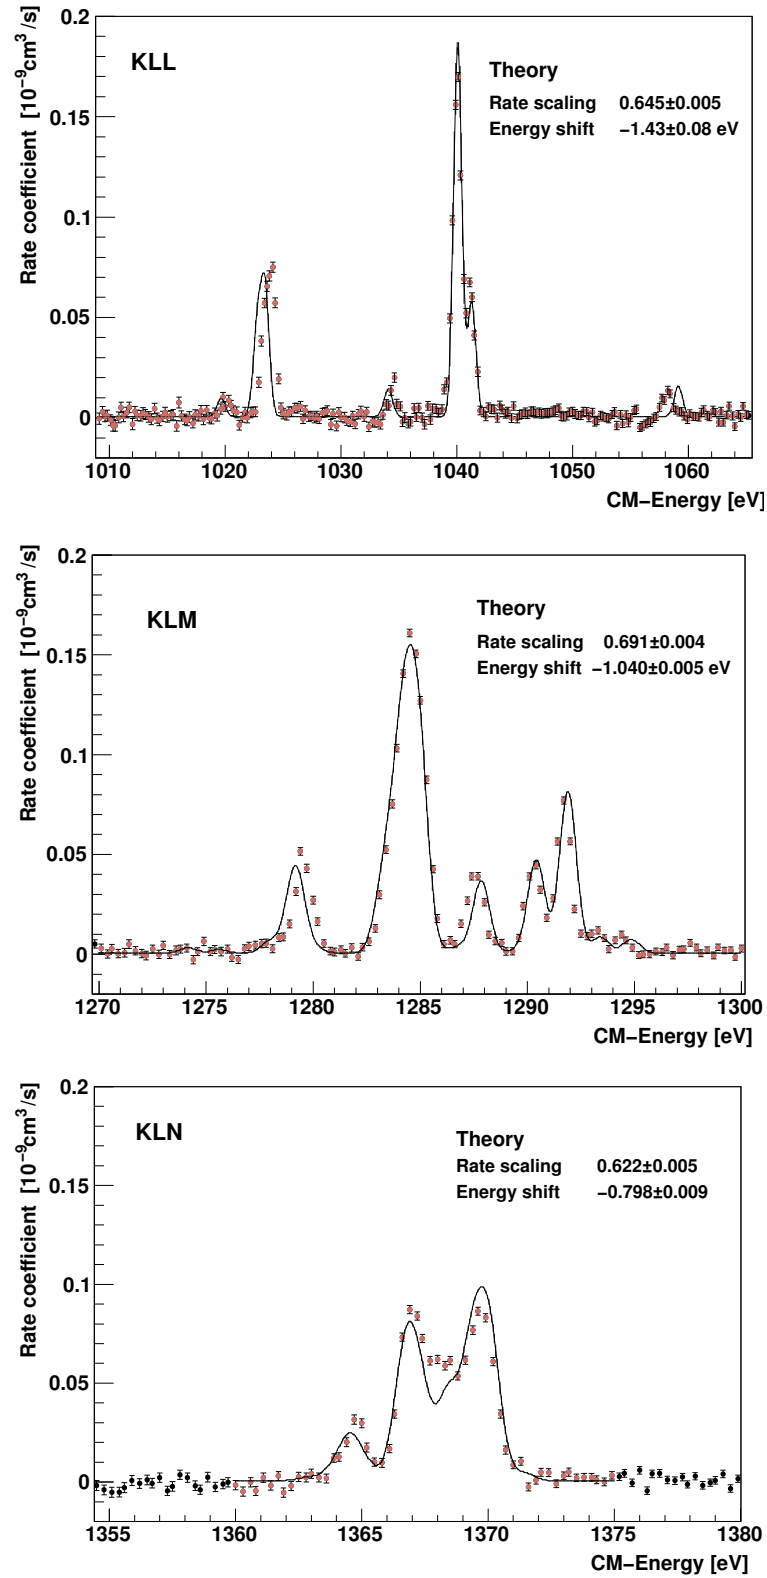 0.2
KLL
Theory
Rate scaling 0.645±0.005
Energy shift −1.43±0.08 eV
0.15
0.1
0.05
0
Rate coefficient [10⁻⁹cm³/s]
1010 1020 1030 1040 1050 1060
CM−Energy [eV]
0.2
KLM
Theory
Rate scaling 0.691±0.004
Energy shift −1.040±0.005 eV
0.15
0.1
0.05
0
Rate coefficient [10⁻⁹cm³/s]
1270 1275 1280 1285 1290 1295 1300
CM−Energy [eV]
0.2
KLN
Theory
Rate scaling 0.622±0.005
Energy shift −0.798±0.009
0.15
0.1
0.05
0
Rate coefficient [10⁻⁹cm³/s]
1355 1360 1365 1370 1375 1380
CM−Energy [eV]